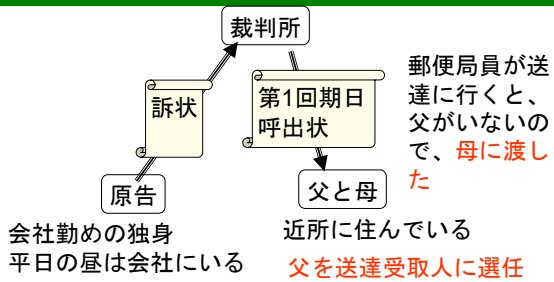 裁判所
訴状
第1回期日
呼出状
郵便局員が送
達に行くと、
父がいないの
で、母に渡し
た
原告
父と母
会社勤めの独身
平日の昼は会社にいる
近所に住んでいる
父を送達受取人に選任